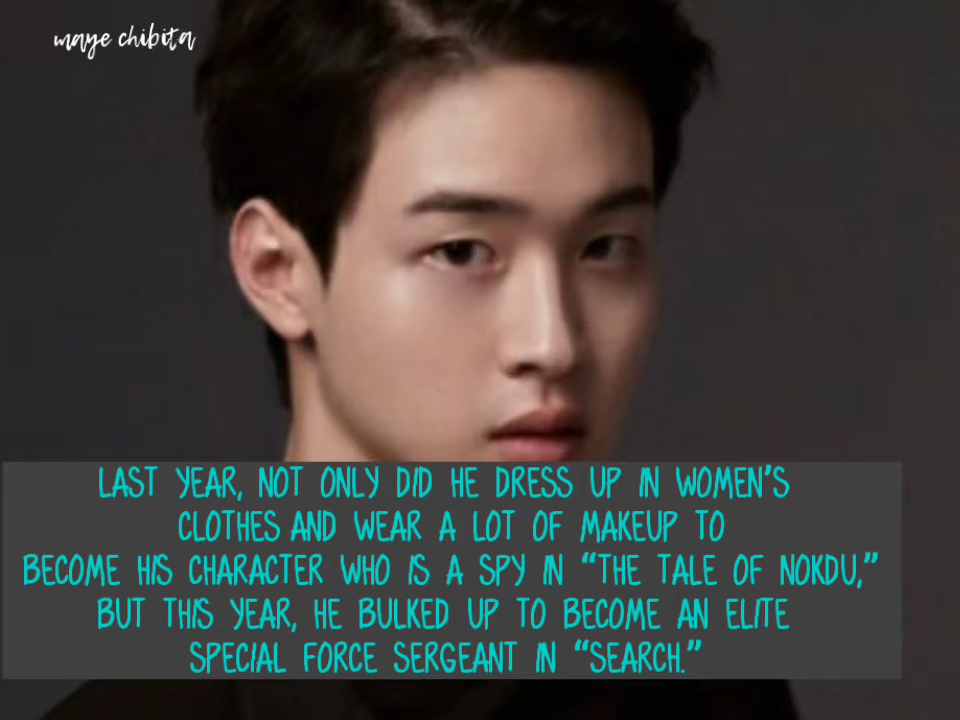 maye chibita
LAST YEAR, NOT ONLY DID HE DRESS UP IN WOMEN'S
CLOTHES AND WEAR A LOT OF MAKEUP TO
BECOME HIS CHARACTER WHO IS A SPY IN “THE TALE OF NOKDU,”
BUT THIS YEAR, HE BULKED UP TO BECOME AN ELITE
SPECIAL FORCE SERGEANT IN “SEARCH.”